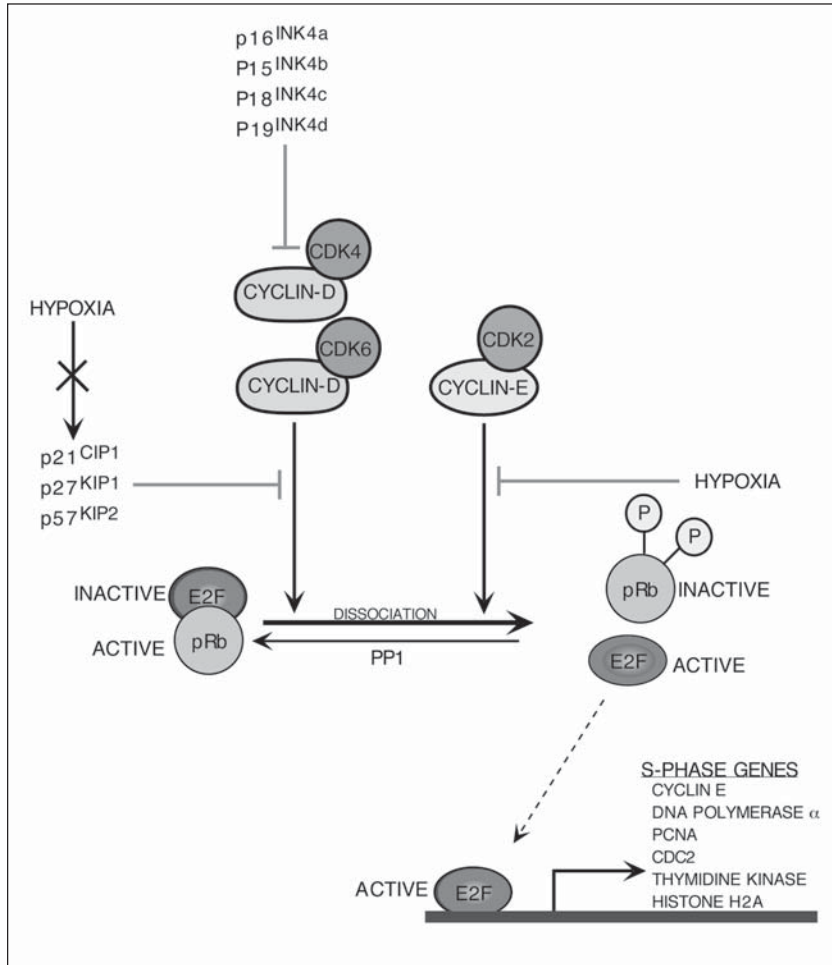 p16INK4a
P15INK4b
P18INK4c
P19INK4d
CDK4
CYCLIN-D
HYPOXIA
CDK6
CYCLIN-D
CDK2
CYCLIN-E
p21CIP1
p27KIP1
p57KIP2
HYPOXIA
P
P
pRb
INACTIVE
INACTIVE
E2F
ACTIVE
pRb
DISSOCIATION
PP1
E2F
ACTIVE
S-PHASE GENES
CYCLIN E
DNA POLYMERASE α
PCNA
CDC2
THYMIDINE KINASE
HISTONE H2A
ACTIVE
E2F